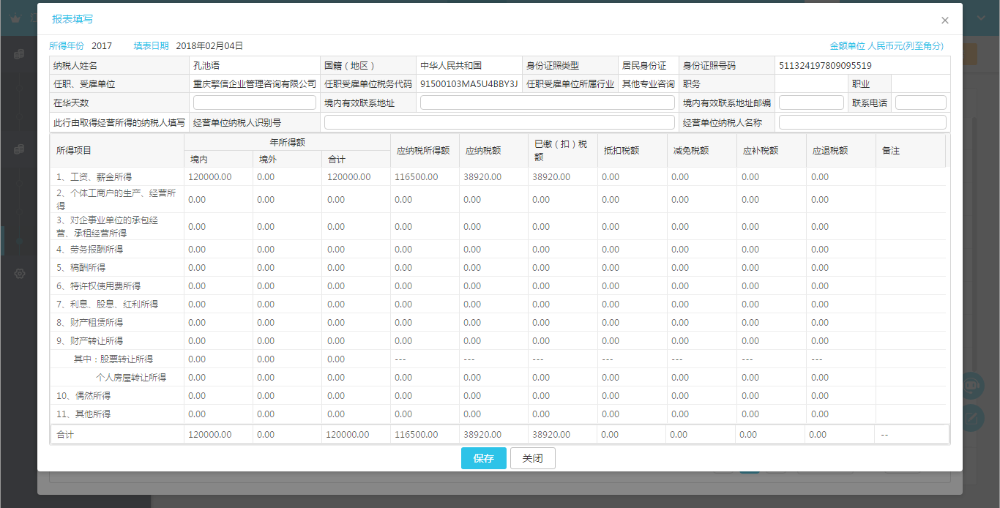 报表填写
×
所得年份 2017 填表日期 2018年02月04日 金额单位 人民币元(列至角分)
纳税人姓名 孔池语 国籍（地区） 中华人民共和国 身份证照类型 居民身份证 身份证照号码 511324197809095519
任职、受雇单位 重庆擎信企业管理咨询有限公司 任职受雇单位税务代码 91500103MA5U4BBY3J 任职受雇单位所属行业 其他专业咨询 职务 职业
在华天数 境内有效联系地址 境内有效联系地址邮编 联系电话
此行由取得经营所得的纳税人填写 经营单位纳税人识别号 经营单位纳税人名称
所得项目 年所得额 应纳税所得额 应纳税额 已缴（扣）税额 抵扣税额 减免税额 应补税额 应退税额 备注
境内 境外 合计
1、工资、薪金所得 120000.00 0.00 120000.00 116500.00 38920.00 38920.00 0.00 0.00 0.00 0.00
2、个体工商户的生产、经营所得 0.00 0.00 0.00 0.00 0.00 0.00 0.00 0.00 0.00 0.00
3、对企事业单位的承包经营、承租经营所得 0.00 0.00 0.00 0.00 0.00 0.00 0.00 0.00 0.00 0.00
4、劳务报酬所得 0.00 0.00 0.00 0.00 0.00 0.00 0.00 0.00 0.00 0.00
5、稿酬所得 0.00 0.00 0.00 0.00 0.00 0.00 0.00 0.00 0.00 0.00
6、特许权使用费所得 0.00 0.00 0.00 0.00 0.00 0.00 0.00 0.00 0.00 0.00
7、利息、股息、红利所得 0.00 0.00 0.00 0.00 0.00 0.00 0.00 0.00 0.00 0.00
8、财产租赁所得 0.00 0.00 0.00 0.00 0.00 0.00 0.00 0.00 0.00 0.00
9、财产转让所得 0.00 0.00 0.00 0.00 0.00 0.00 0.00 0.00 0.00 0.00
其中：股票转让所得 0.00 0.00 0.00 --- --- --- --- --- --- ---
个人房屋转让所得 0.00 0.00 0.00 0.00 0.00 0.00 0.00 0.00 0.00 0.00
10、偶然所得 0.00 0.00 0.00 0.00 0.00 0.00 0.00 0.00 0.00 0.00
11、其他所得 0.00 0.00 0.00 0.00 0.00 0.00 0.00 0.00 0.00 0.00
合计 120000.00 0.00 120000.00 116500.00 38920.00 38920.00 0.00 0.00 0.00 0.00 --
保存 关闭